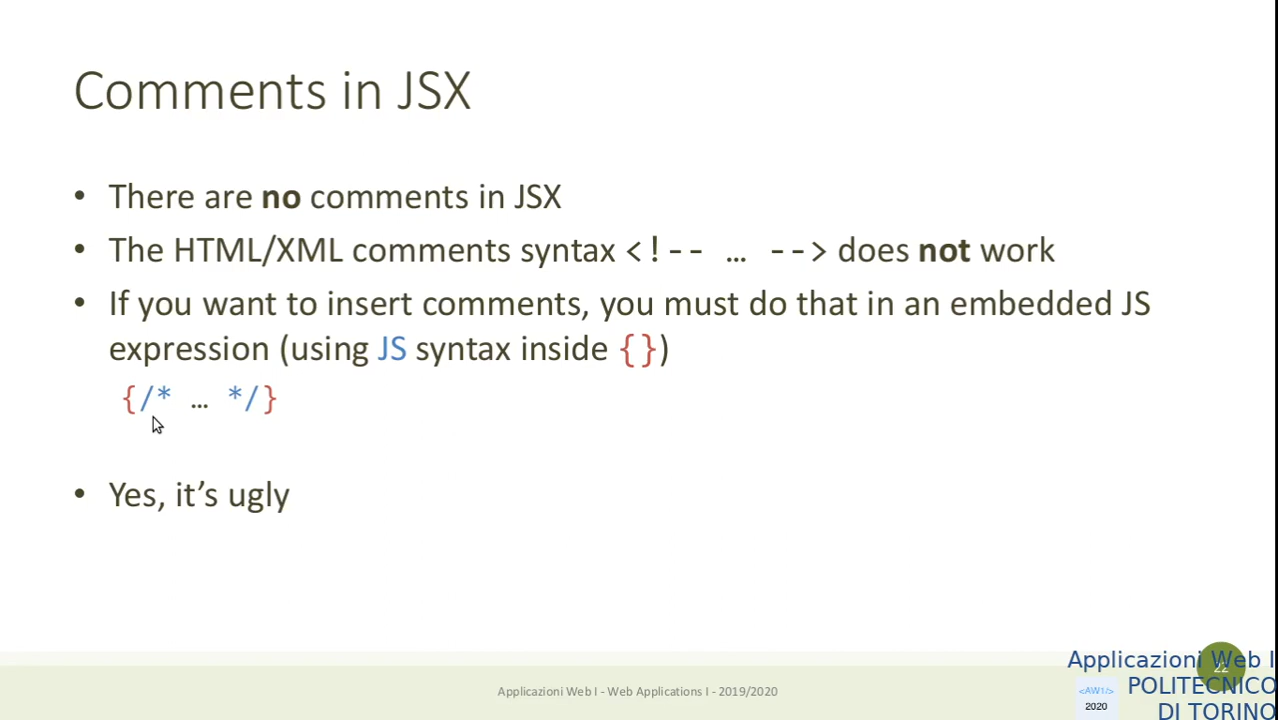 Comments in JSX
• There are no comments in JSX
• The HTML/XML comments syntax <!-- … --> does not work
• If you want to insert comments, you must do that in an embedded JS
expression (using JS syntax inside {})
{/* … */}
• Yes, it’s ugly
Applicazioni Web I - Web Applications I - 2019/2020
22
Applicazioni Web I
POLITECNICO
DI TORINO
<AW1/>
2020